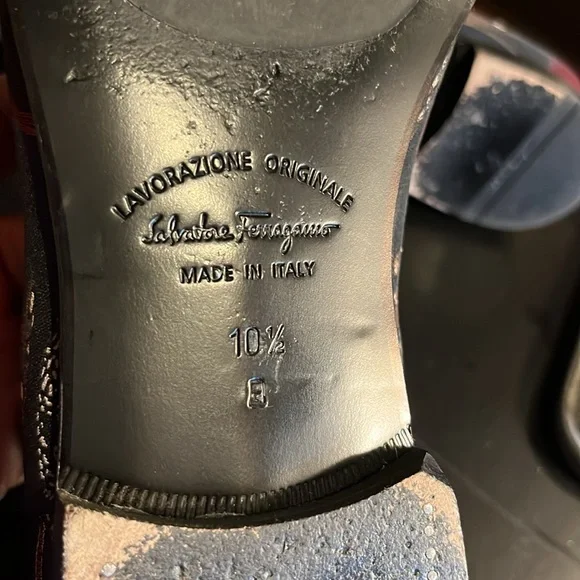 LAVORAZIONE ORIGINALE
Salvatore Ferragamo
MADE IN ITALY
10½
E